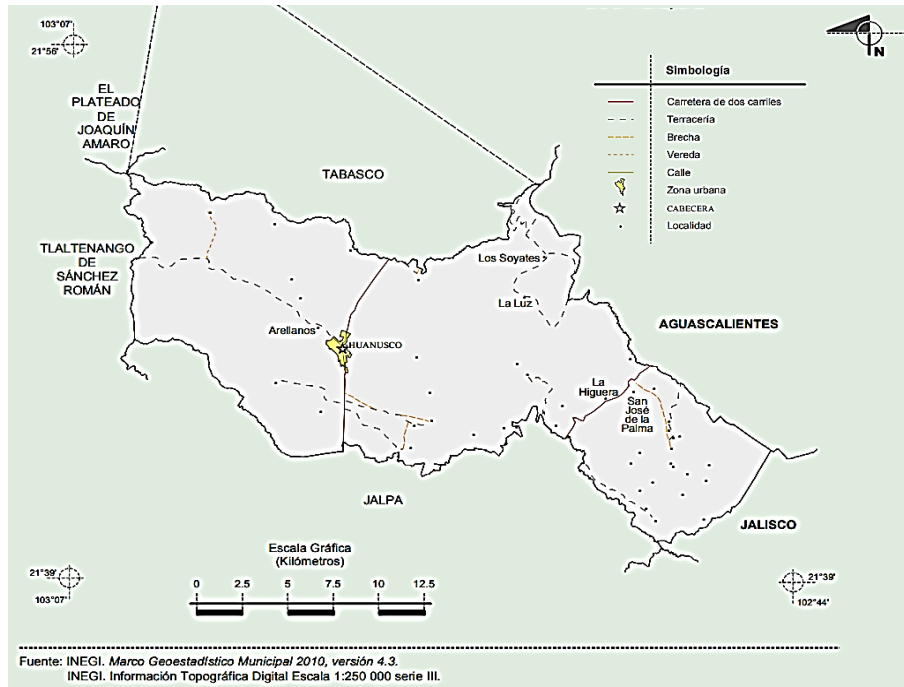 103°07'
21°56'
N
Simbología
Carretera de dos carriles
Terracería
Brecha
Vereda
Calle
Zona urbana
CABECERA
Localidad
EL
PLATEADO
DE
JOAQUÍN
AMARO
TABASCO
TLALTENANGO
DE
SÁNCHEZ
ROMÁN
Los Soyates
La Luz
AGUASCALIENTES
Arellanos
HUANUSCO
La
Higuera
San
José
de la
Palma
JALPA
JALISCO
Escala Gráfica
(Kilómetros)
0 2.5 5 7.5 10 12.5
21°39'
103°07'
21°39'
102°44'
Fuente: INEGI. Marco Geoestadístico Municipal 2010, versión 4.3.
INEGI. Información Topográfica Digital Escala 1:250 000 serie III.